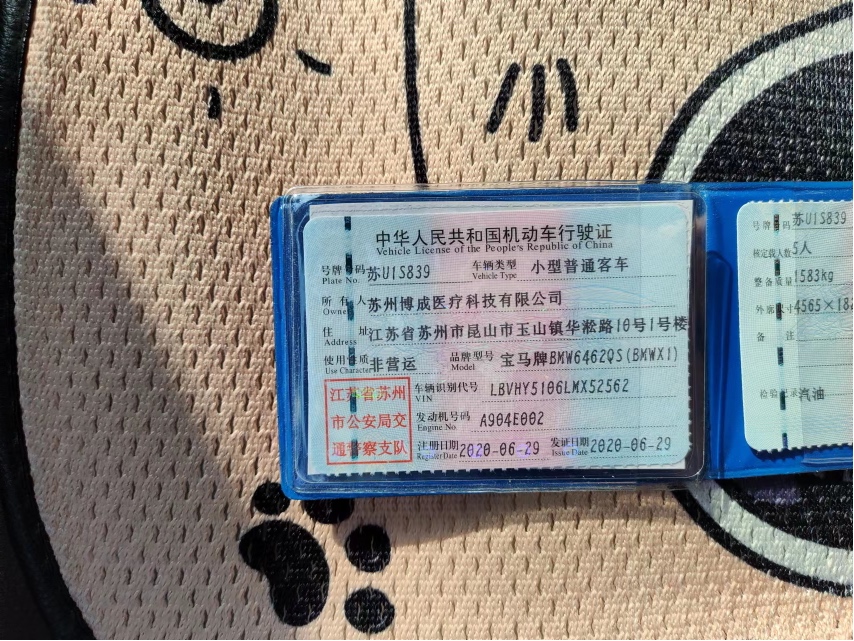 中华人民共和国机动车行驶证
Vehicle License of the People's Republic of China
号牌号码 苏U1S839 车辆类型 小型普通客车
Plate No. Vehicle Type
所有人 苏州博成医疗科技有限公司
Owner
住址 江苏省苏州市昆山市玉山镇华淞路10号1号楼
Address
使用性质 非营运 品牌型号 宝马牌BMW6462QS(BMWX1)
Use Character Model
江苏省苏州
市公安局交
通警察支队
车辆识别代号 LBVHY5106LMX52562
VIN
发动机号码 A904E002
Engine No.
注册日期 2020-06-29 发证日期 2020-06-29
Register Date Issue Date
号牌号码 苏U1S839
核定载人数 5人
整备质量 1583kg
外廓尺寸 4565×182
备注
检验记录 汽油